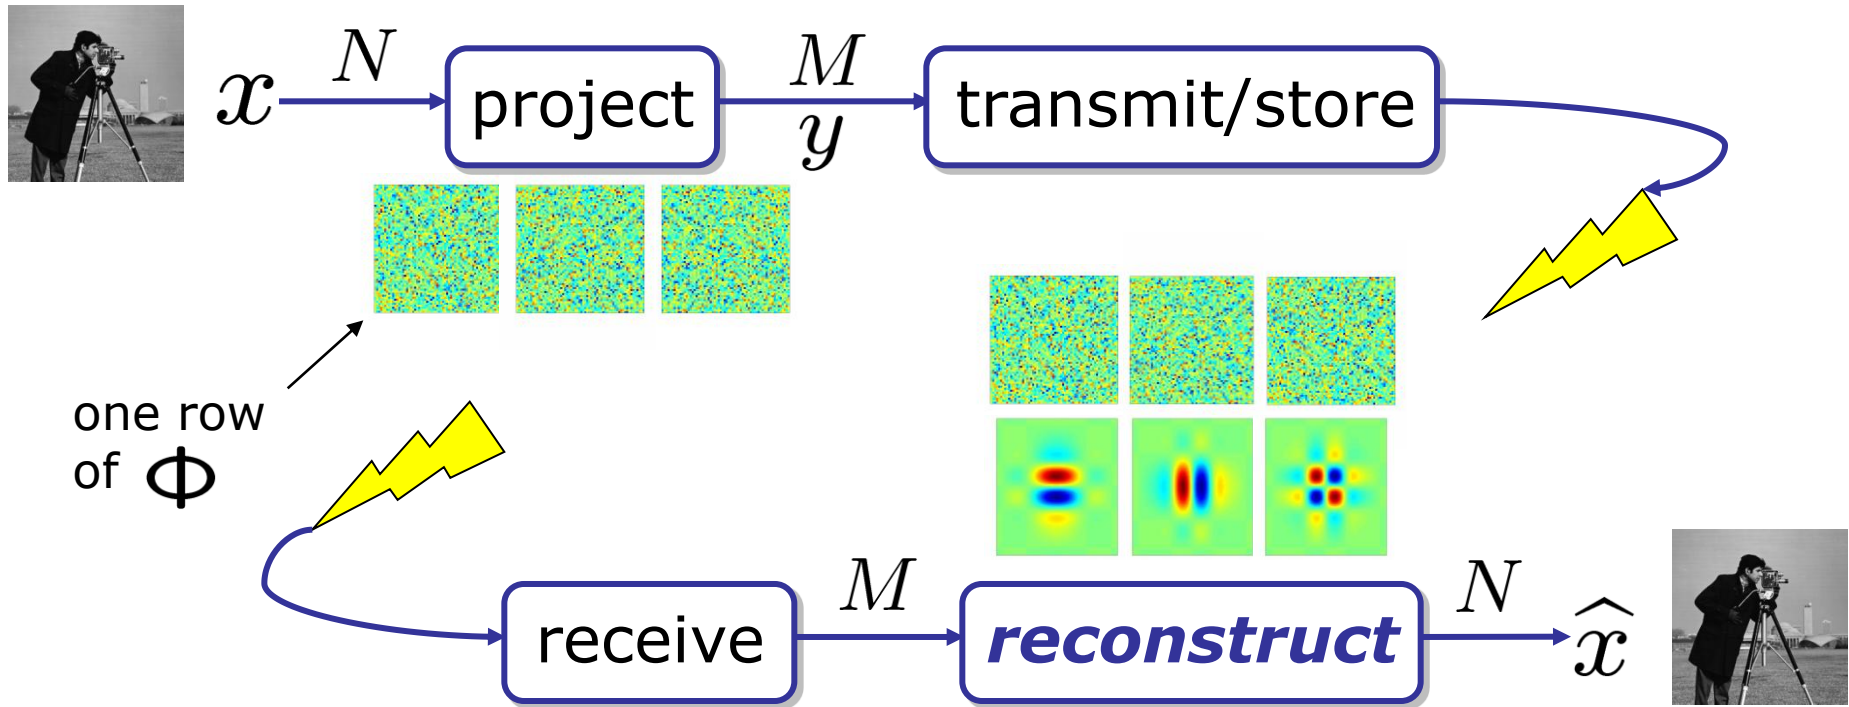 x
N
project
M
y
transmit/store
one row
of Φ
receive
M
reconstruct
N
x̂